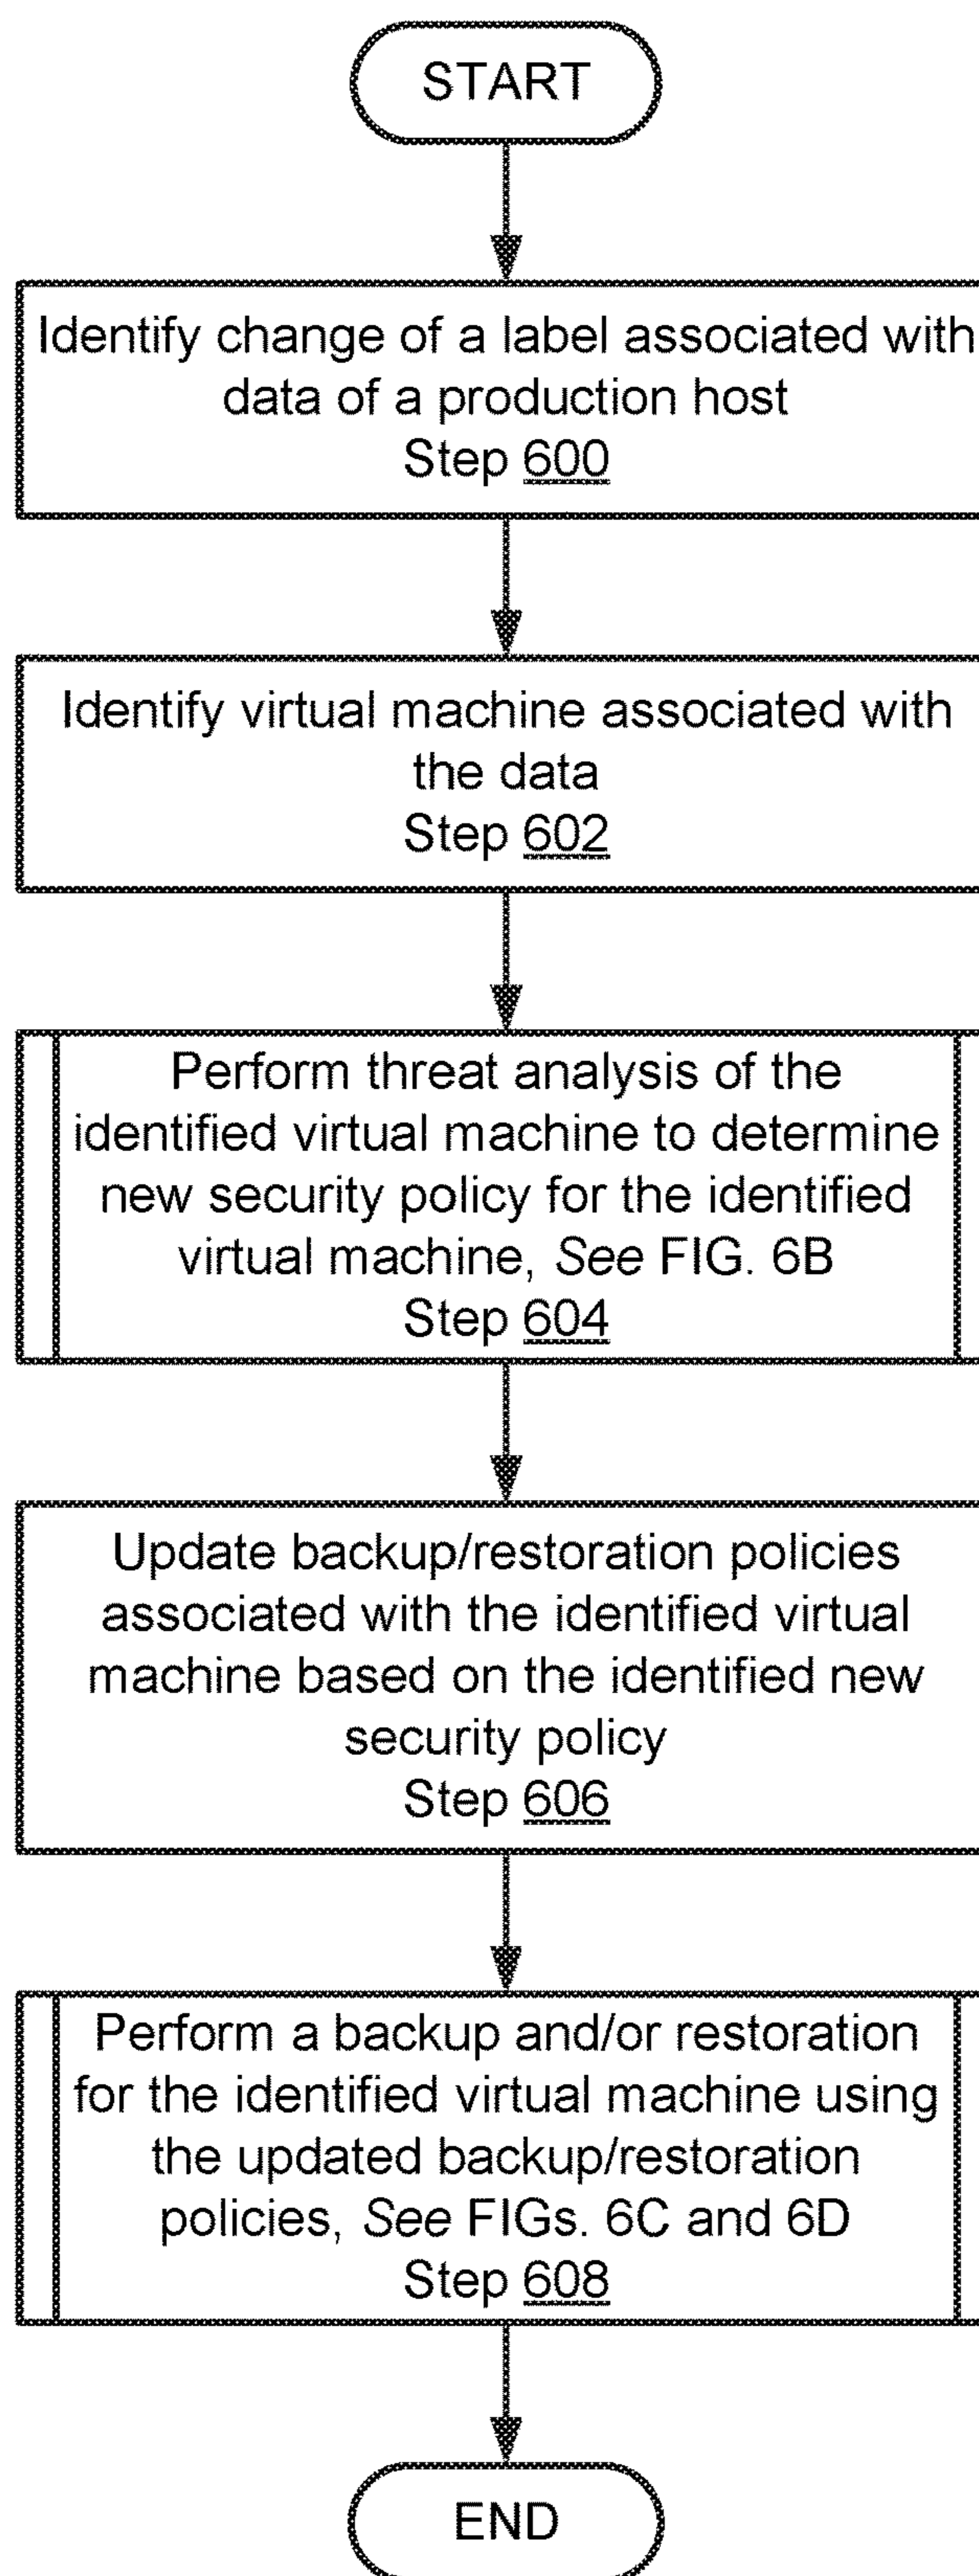 START
Identify change of a label associated with
data of a production host
Step 600
Identify virtual machine associated with
the data
Step 602
Perform threat analysis of the
identified virtual machine to determine
new security policy for the identified
virtual machine, See FIG. 6B
Step 604
Update backup/restoration policies
associated with the identified virtual
machine based on the identified new
security policy
Step 606
Perform a backup and/or restoration
for the identified virtual machine using
the updated backup/restoration
policies, See FIGs. 6C and 6D
Step 608
END